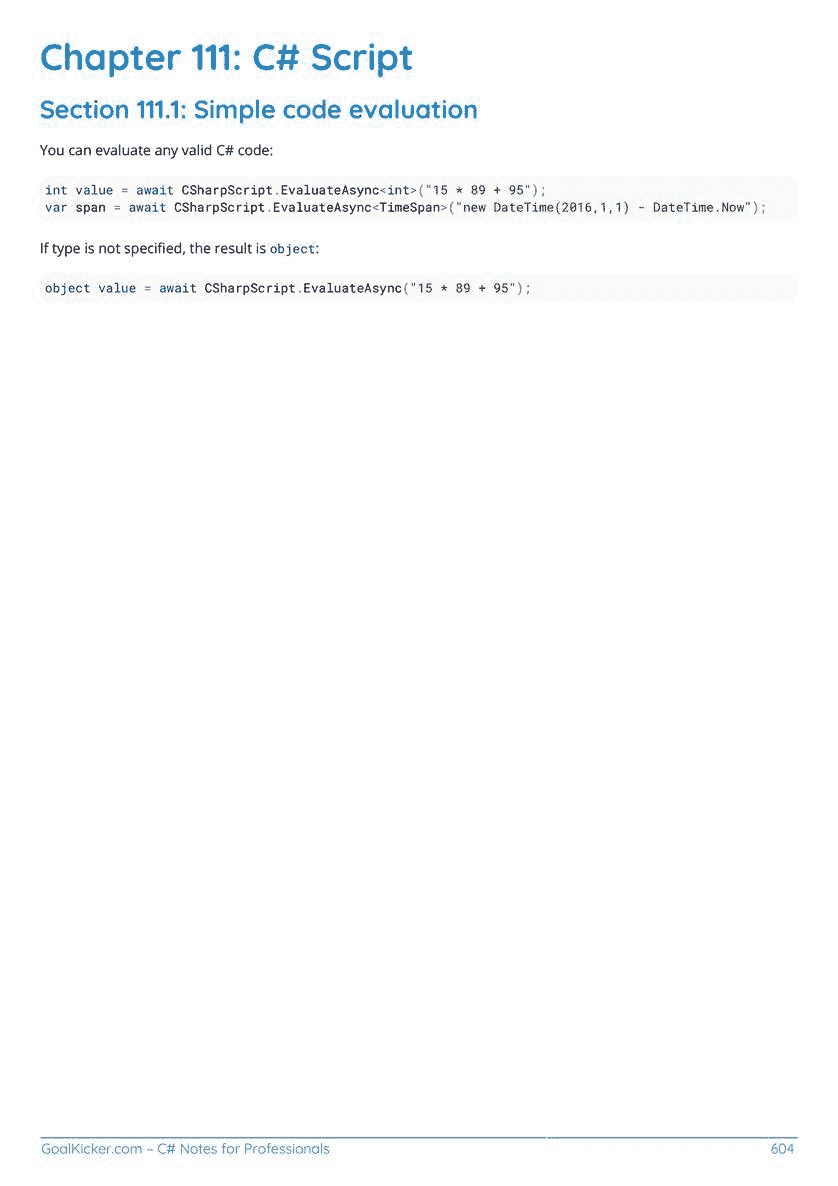 Chapter 111: C# Script
Section 111.1: Simple code evaluation
You can evaluate any valid C# code:
int value = await CSharpScript.EvaluateAsync<int>("15 * 89 + 95");
var span = await CSharpScript.EvaluateAsync<TimeSpan>("new DateTime(2016,1,1) - DateTime.Now");
If type is not specified, the result is object:
object value = await CSharpScript.EvaluateAsync("15 * 89 + 95");
GoalKicker.com – C# Notes for Professionals 604